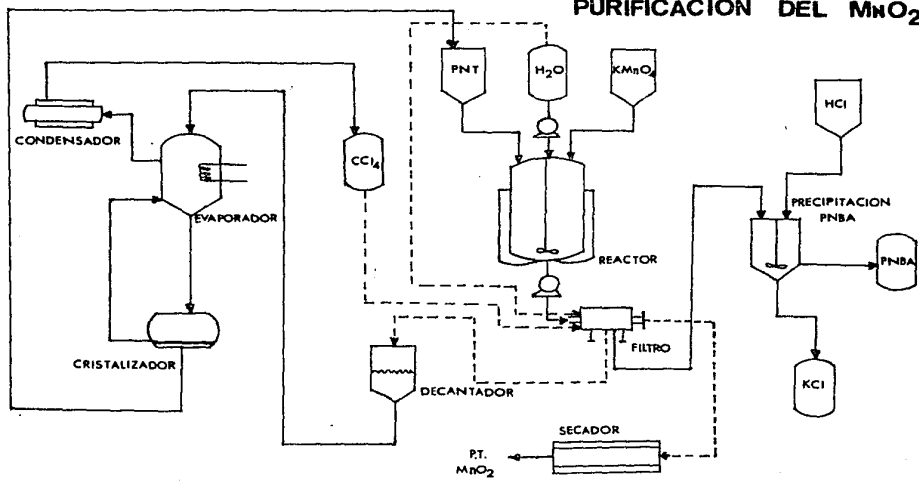 PURIFICACION DEL MnO2
PNT
H2O
KMnO4
HCl
CONDENSADOR
CCl4
EVAPORADOR
PRECIPITACION
PNBA
PNBA
REACTOR
CRISTALIZADOR
DECANTADOR
FILTRO
KCl
SECADOR
P.T.
MnO2